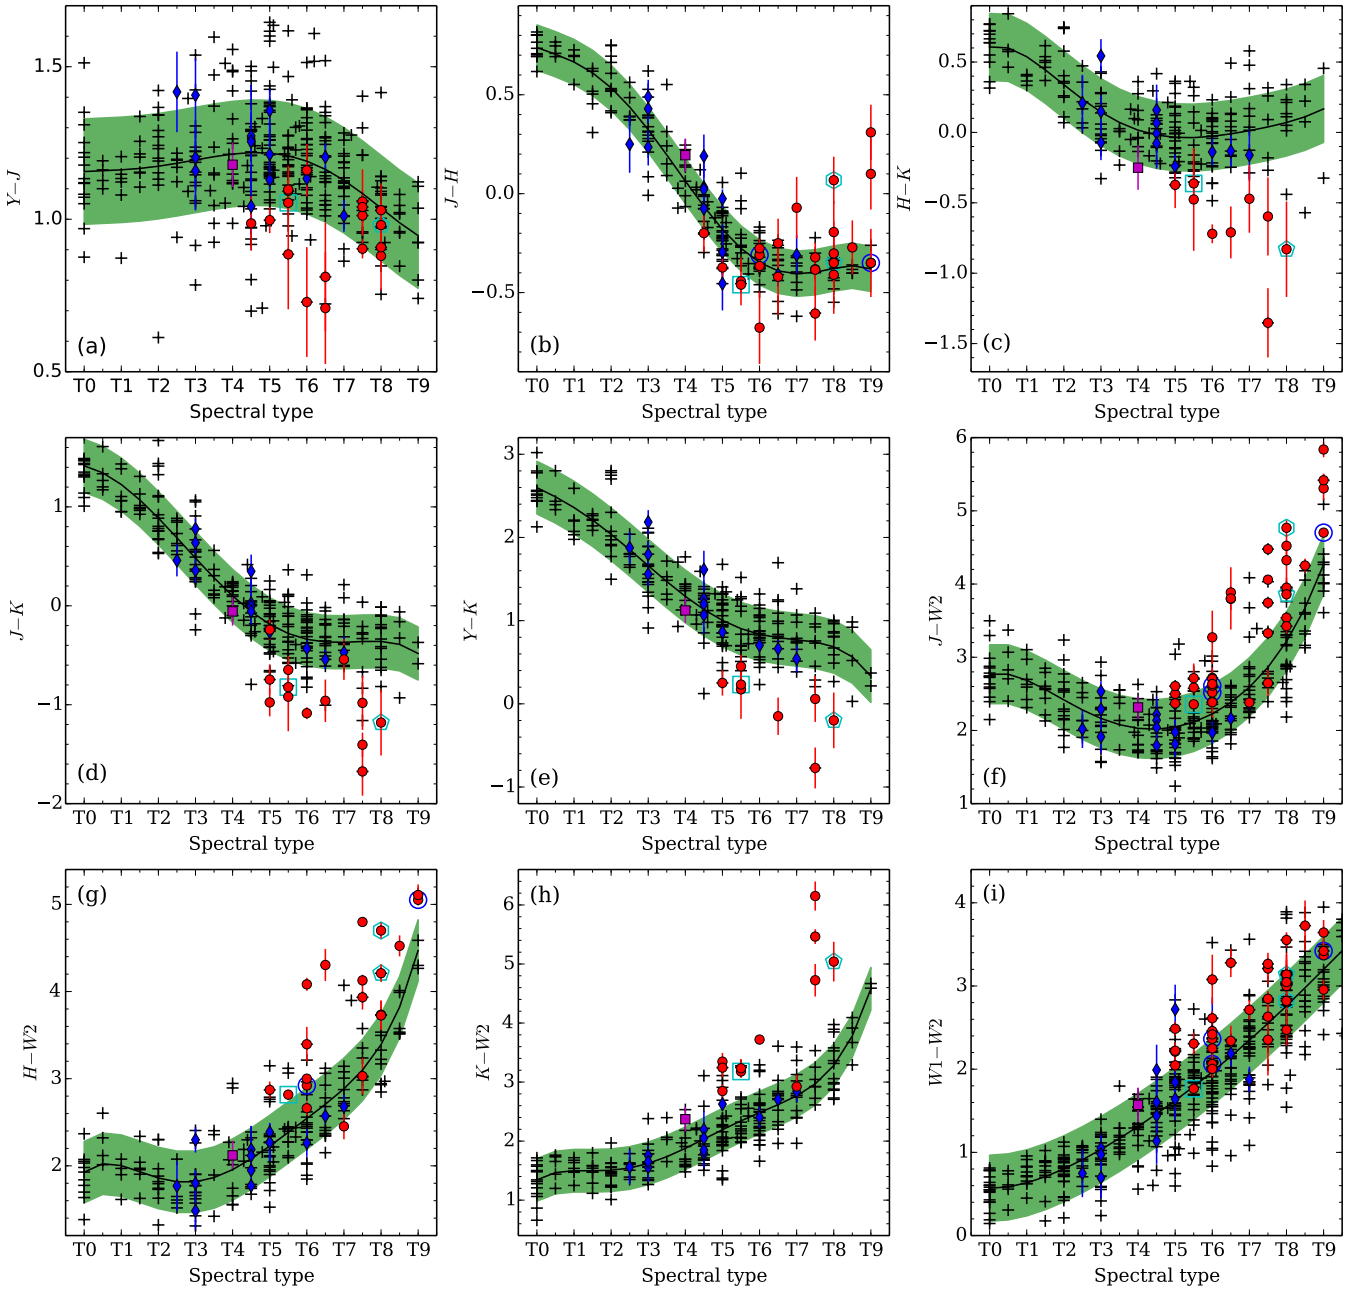 1.5
1.0
0.5
Y−J
(a)
T0 T1 T2 T3 T4 T5 T6 T7 T8 T9
Spectral type
0.5
0.0
−0.5
J−H
(b)
T0 T1 T2 T3 T4 T5 T6 T7 T8 T9
Spectral type
0.5
0.0
−0.5
−1.0
−1.5
H−K
(c)
T0 T1 T2 T3 T4 T5 T6 T7 T8 T9
Spectral type
1
0
−1
−2
J−K
(d)
T0 T1 T2 T3 T4 T5 T6 T7 T8 T9
Spectral type
3
2
1
0
−1
Y−K
(e)
T0 T1 T2 T3 T4 T5 T6 T7 T8 T9
Spectral type
6
5
4
3
2
1
J−W2
(f)
T0 T1 T2 T3 T4 T5 T6 T7 T8 T9
Spectral type
(g)
5
4
3
2
H−W2
T0 T1 T2 T3 T4 T5 T6 T7 T8 T9
Spectral type
(h)
6
5
4
3
2
1
K−W2
T0 T1 T2 T3 T4 T5 T6 T7 T8 T9
Spectral type
(i)
4
3
2
1
0
W1−W2
T0 T1 T2 T3 T4 T5 T6 T7 T8 T9
Spectral type